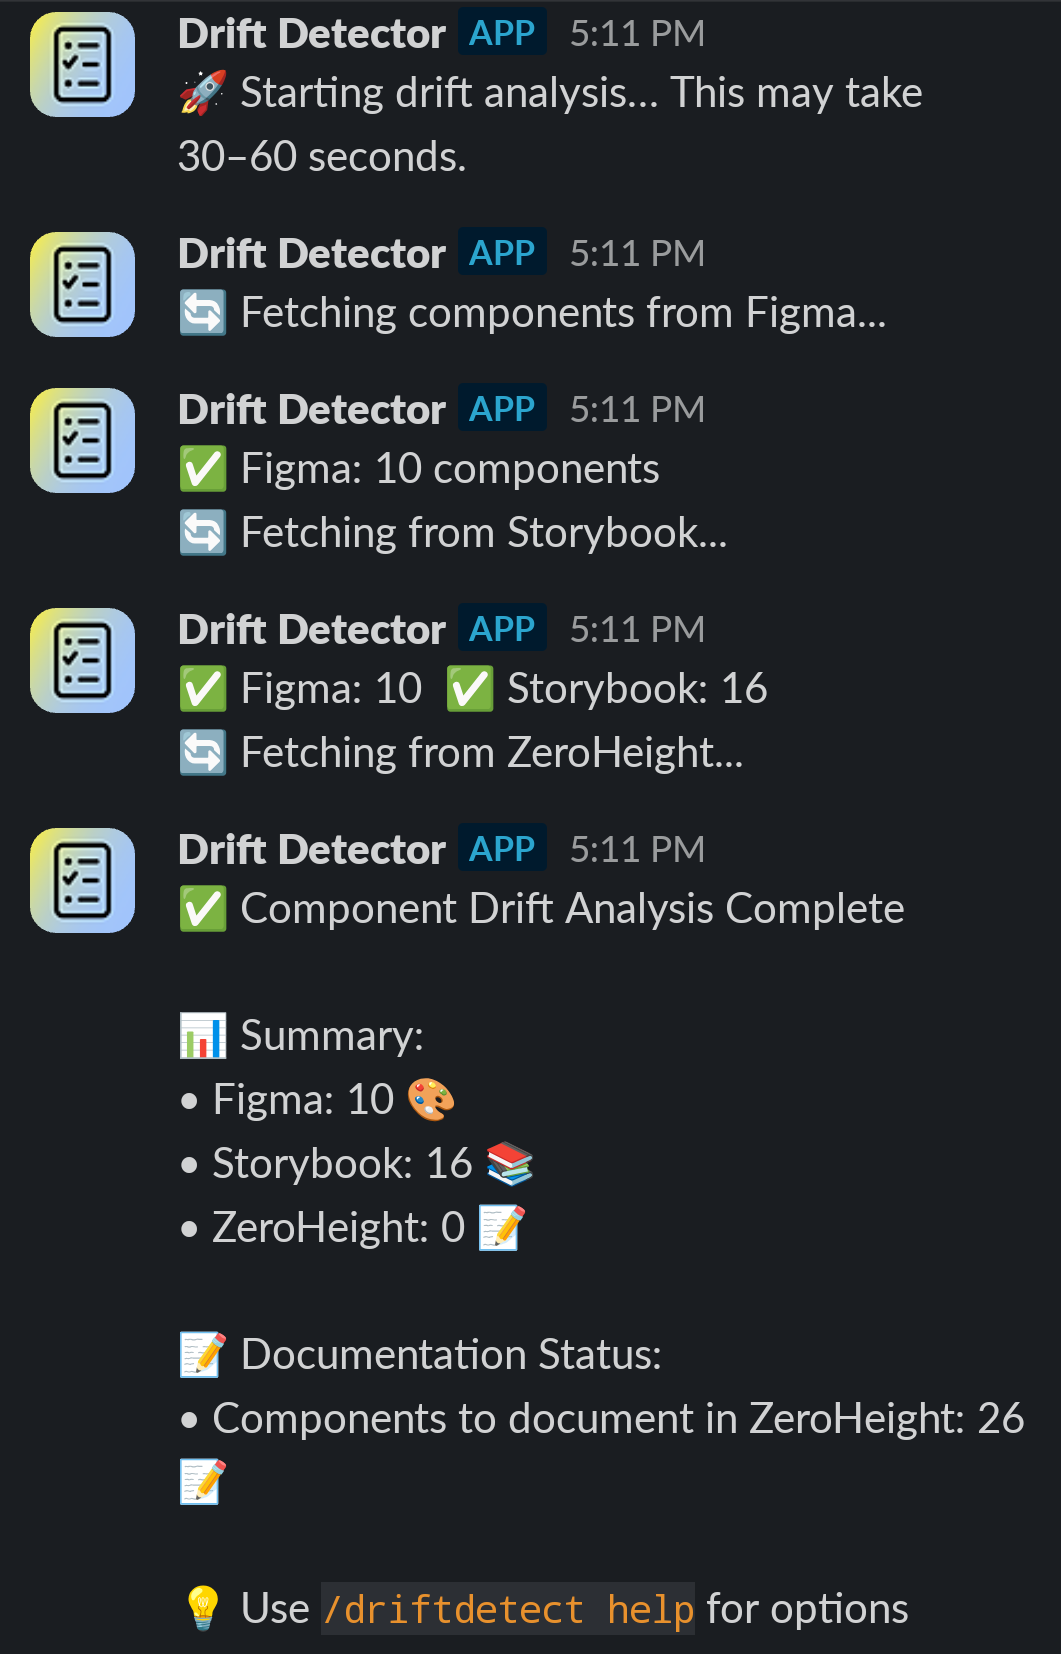 Drift Detector APP 5:11 PM
🚀 Starting drift analysis... This may take
30–60 seconds.
Drift Detector APP 5:11 PM
🔄 Fetching components from Figma...
Drift Detector APP 5:11 PM
✅ Figma: 10 components
🔄 Fetching from Storybook...
Drift Detector APP 5:11 PM
✅ Figma: 10 ✅ Storybook: 16
🔄 Fetching from ZeroHeight...
Drift Detector APP 5:11 PM
✅ Component Drift Analysis Complete
📊 Summary:
• Figma: 10 🎨
• Storybook: 16 📚
• ZeroHeight: 0 📝
📝 Documentation Status:
• Components to document in ZeroHeight: 26
📝
💡 Use /driftdetect help for options